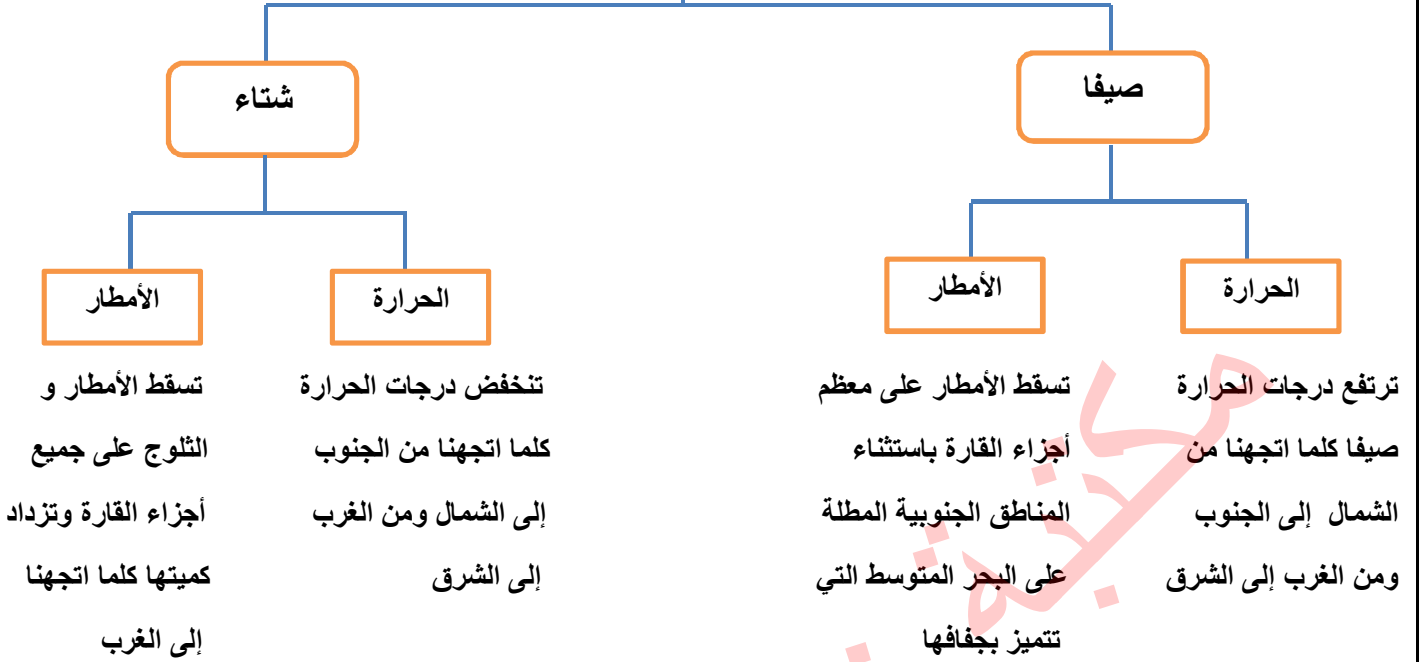 صيفا
شتاء
الحرارة
الأمطار
الحرارة
الأمطار
ترتفع درجات الحرارة
صيفا كلما اتجهنا من
الشمال إلى الجنوب
ومن الغرب إلى الشرق
تسقط الأمطار على معظم
أجزاء القارة باستثناء
المناطق الجنوبية المطلة
على البحر المتوسط التي
تتميز بجفافها
تنخفض درجات الحرارة
كلما اتجهنا من الجنوب
إلى الشمال ومن الغرب
إلى الشرق
تسقط الأمطار و
الثلوج على جميع
أجزاء القارة وتزداد
كميتها كلما اتجهنا
إلى الغرب